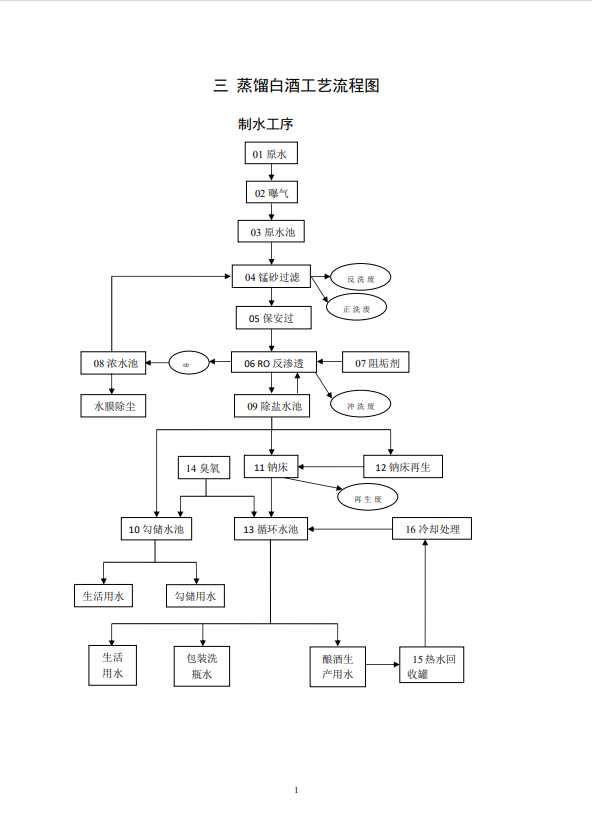 三 蒸馏白酒工艺流程图
制水工序
01 原水
02 曝气
03 原水池
04 锰砂过滤
反 洗 废
正 洗 废
05 保安过
08 浓水池
06 RO 反渗透
07 阻垢剂
水膜除尘
09 除盐水池
冲 洗 废
14 臭氧
11 钠床
12 钠床再生
再 生 废
10 勾储水池
13 循环水池
16 冷却处理
生活用水
勾储用水
生活
用水
包装洗
瓶水
酿酒生
产用水
15 热水回
收罐
1